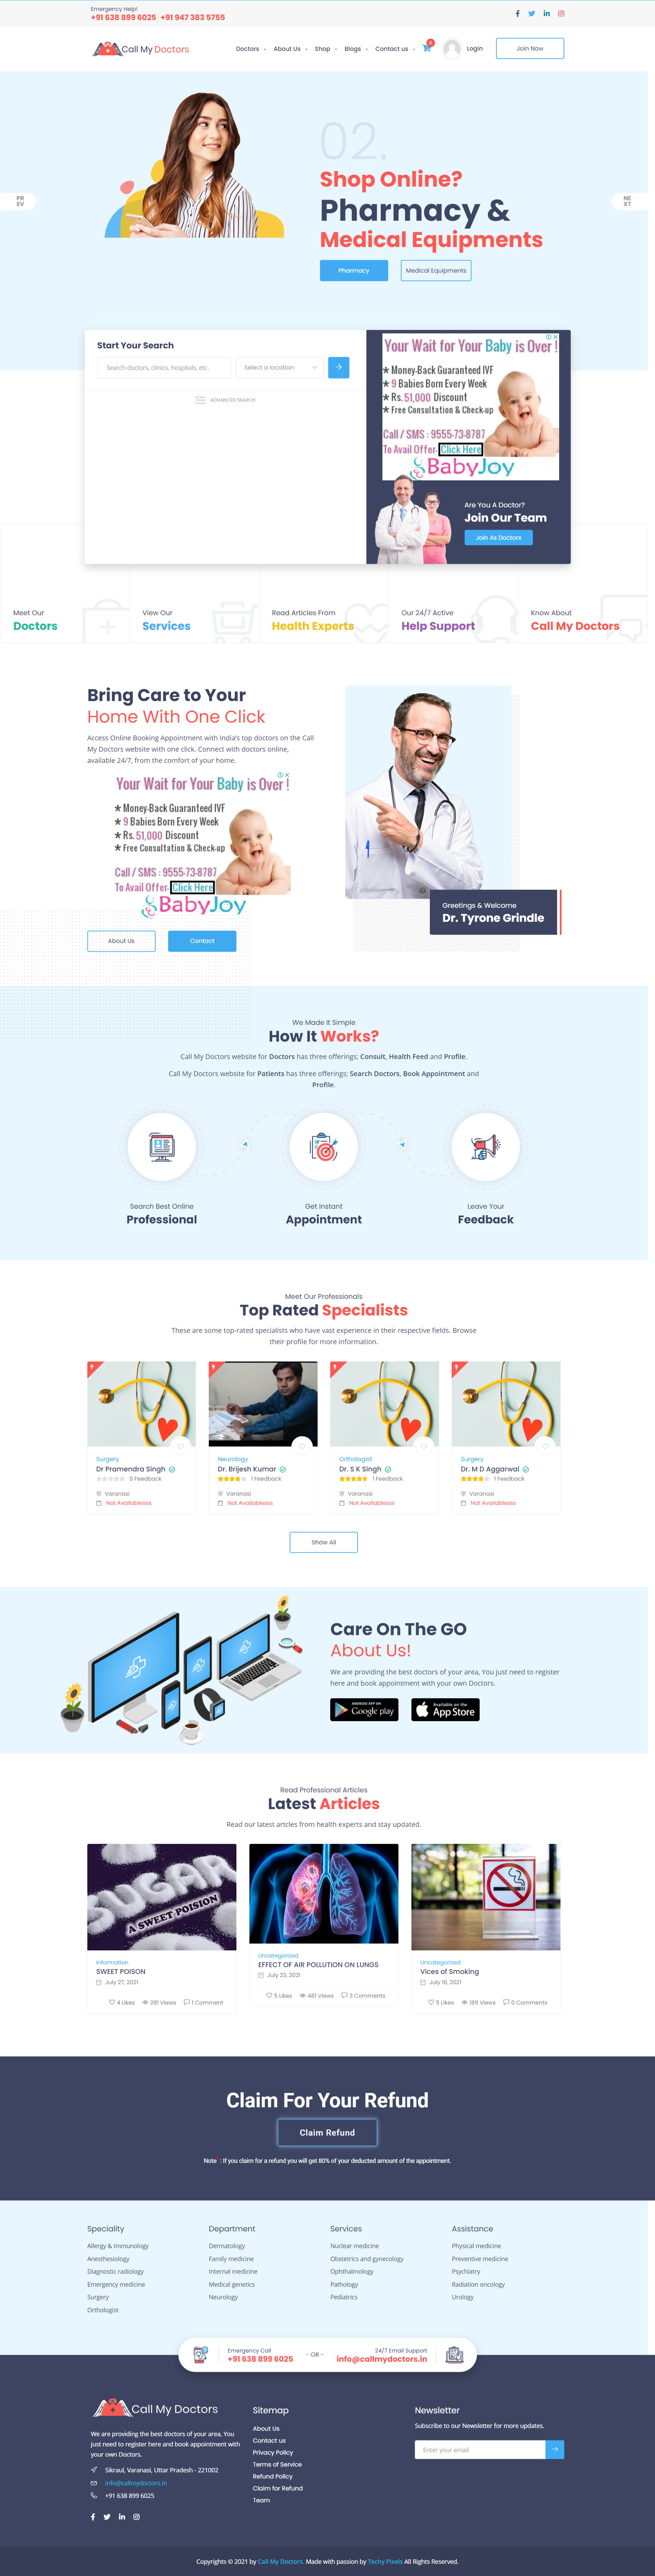 Emergency Help!
+91 638 899 6025 +91 947 383 5755
Call My Doctors
Doctors
About Us
Shop
Blogs
Contact us
0
Login
Join Now
PR
EV
NE
XT
02.
Shop Online?
Pharmacy &
Medical Equipments
Pharmacy
Medical Equipments
Start Your Search
Search doctors, clinics, hospitals, etc.
Select a location
ADVANCED SEARCH
Your Wait for Your Baby is Over !
* Money-Back Guaranteed IVF
* 9 Babies Born Every Week
* Rs. 51,000 Discount
* Free Consultation & Check-up
Call / SMS : 9555-73-8787
To Avail Offer- Click Here
BabyJoy
Are You A Doctor?
Join Our Team
Join As Doctors
Meet Our
Doctors
View Our
Services
Read Articles From
Health Experts
Our 24/7 Active
Help Support
Know About
Call My Doctors
Bring Care to Your
Home With One Click
Access Online Booking Appointment with India's top doctors on the Call
My Doctors website with one click. Connect with doctors online,
available 24/7, from the comfort of your home.
Your Wait for Your Baby is Over !
* Money-Back Guaranteed IVF
* 9 Babies Born Every Week
* Rs. 51,000 Discount
* Free Consultation & Check-up
Call / SMS : 9555-73-8787
To Avail Offer- Click Here
BabyJoy
About Us
Contact
Greetings & Welcome
Dr. Tyrone Grindle
We Made it Simple
How It Works?
Call My Doctors website for Doctors has three offerings; Consult, Health Feed and Profile.
Call My Doctors website for Patients has three offerings; Search Doctors, Book Appointment and
Profile.
Search Best Online
Professional
Get Instant
Appointment
Leave Your
Feedback
Meet Our Professionals
Top Rated Specialists
These are some top-rated specialists who have vast experience in their respective fields. Browse
their profile for more information.
Surgery
Dr Pramendra Singh
0 Feedback
Varanasi
Not Availablesss
Neurology
Dr. Brijesh Kumar
1 Feedback
Varanasi
Not Availablesss
Orthologist
Dr. S K Singh
1 Feedback
Varanasi
Not Availablesss
Surgery
Dr. M D Aggarwal
1 Feedback
Varanasi
Not Availablesss
Show All
Care On The GO
About Us!
We are providing the best doctors of your area, You just need to register
here and book appointment with your own Doctors.
ANDROID APP ON
Google play
Available on the
App Store
Read Professional Articles
Latest Articles
Read our latest artcles from health experts and stay updated.
SUGAR
A SWEET POISION
Information
SWEET POISON
July 27, 2021
4 Likes
281 Views
1 Comment
Uncategorized
EFFECT OF AIR POLLUTION ON LUNGS
July 23, 2021
5 Likes
481 Views
3 Comments
Uncategorized
Vices of Smoking
July 16, 2021
5 Likes
189 Views
0 Comments
Claim For Your Refund
Claim Refund
Note * : If you claim for a refund you will get 80% of your deducted amount of the appointment.
Speciality
Allergy & Immunology
Anesthesiology
Diagnostic radiology
Emergency medicine
Surgery
Orthologist
Department
Dermatology
Family medicine
Internal medicine
Medical genetics
Neurology
Services
Nuclear medicine
Obstetrics and gynecology
Ophthalmology
Pathology
Pediatrics
Assistance
Physical medicine
Preventive medicine
Psychiatry
Radiation oncology
Urology
Emergency Call
+91 638 899 6025
- OR -
24/7 Email Support
info@callmydoctors.in
Call My Doctors
We are providing the best doctors of your area, You
just need to register here and book appointment with
your own Doctors.
Sikraul, Varanasi, Uttar Pradesh - 221002
info@callmydoctors.in
+91 638 899 6025
Sitemap
About Us
Contact us
Privacy Policy
Terms of Service
Refund Policy
Claim for Refund
Team
Newsletter
Subscribe to our Newsletter for more updates.
Enter your email
Copyrights © 2021 by Call My Doctors. Made with passion by Techy Pixels All Rights Reserved.